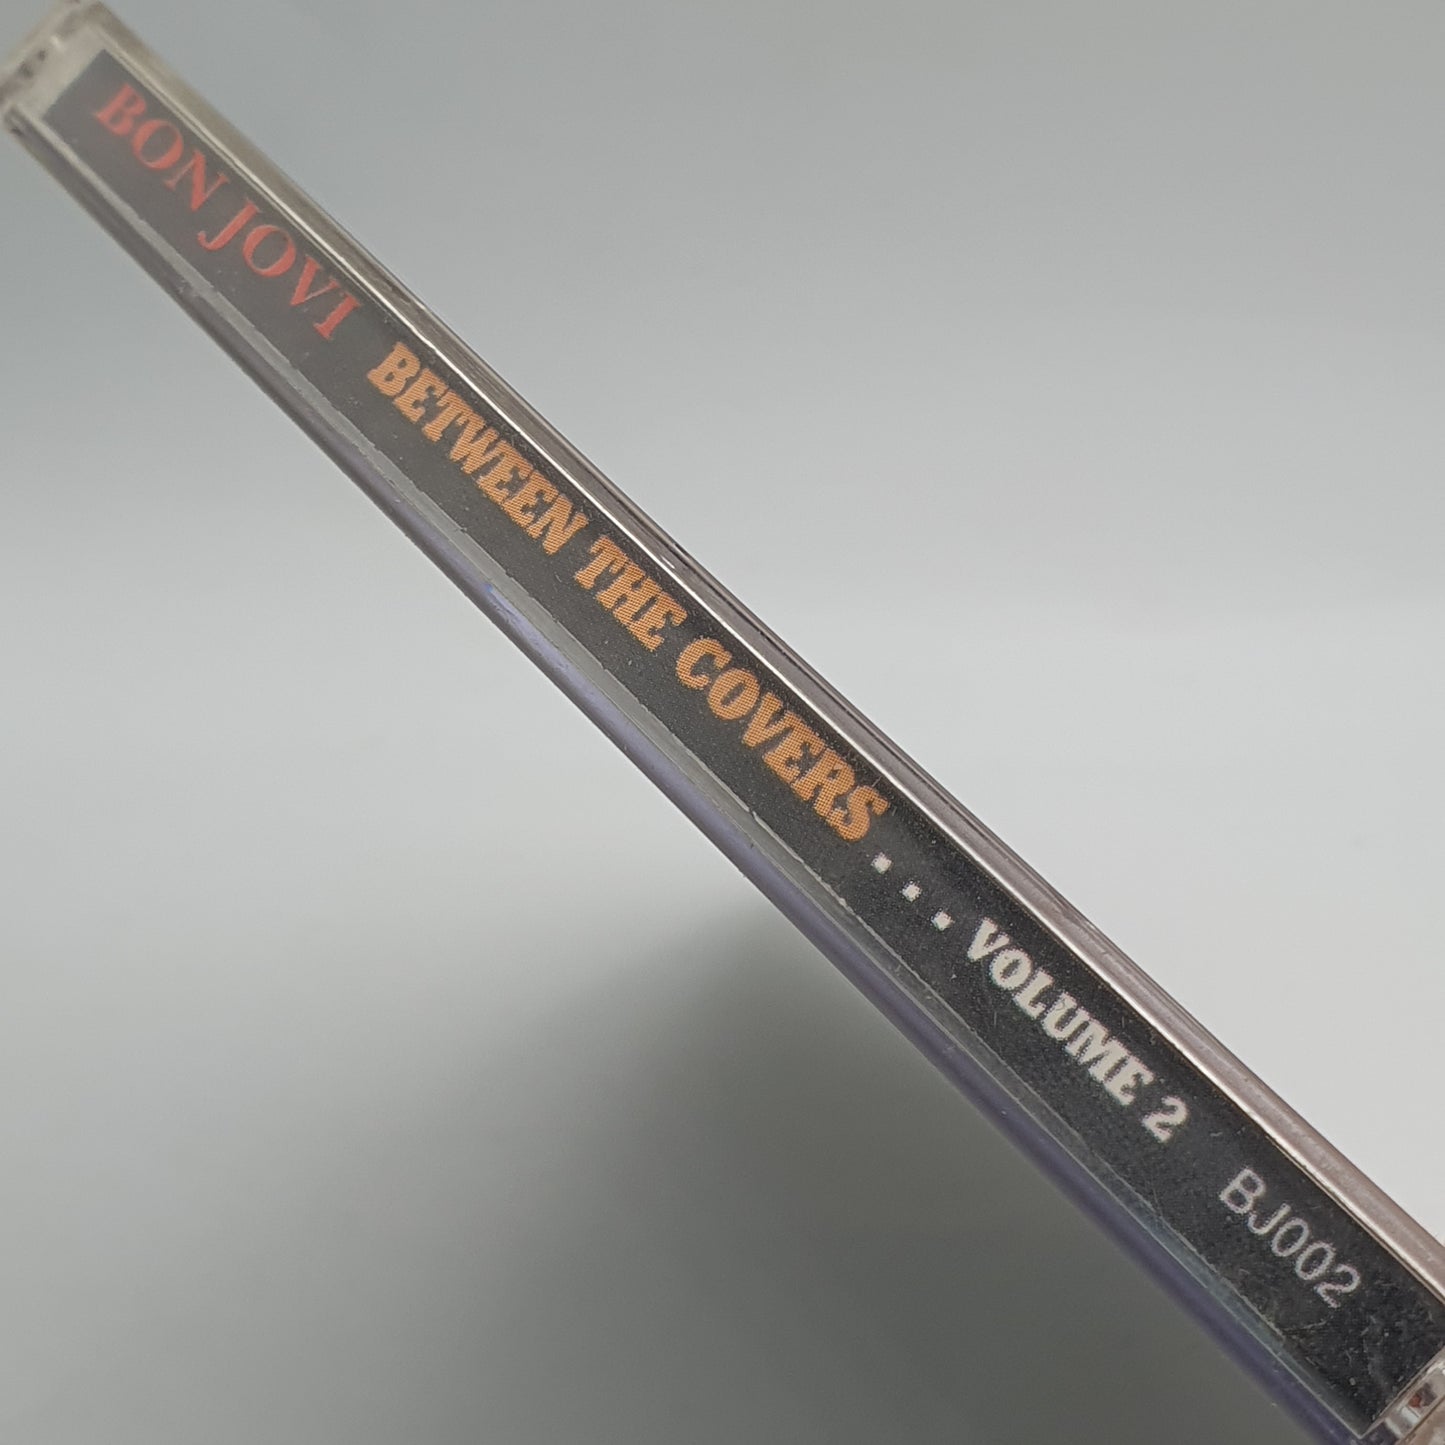 BON JOVI BETWEEN THE COVERS ... VOLUME 2 BJ002